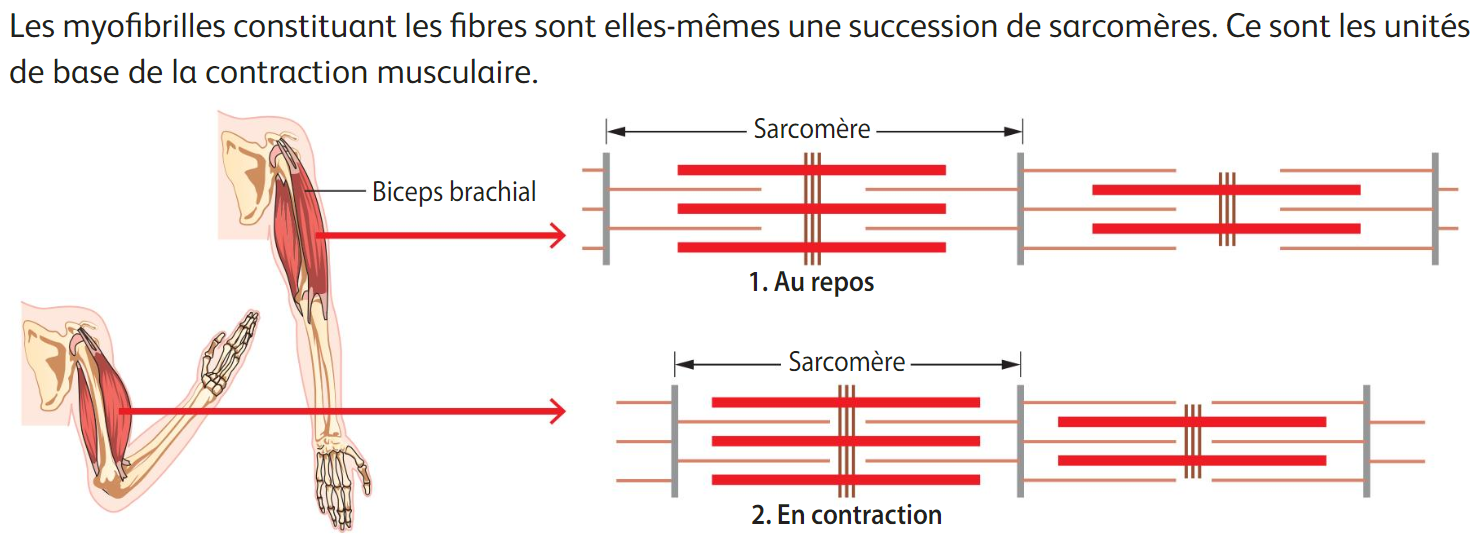 Les myofibrilles constituant les fibres sont elles-mêmes une succession de sarcomères. Ce sont les unités
de base de la contraction musculaire.
Sarcomère
Biceps brachial
1. Au repos
Sarcomère
2. En contraction